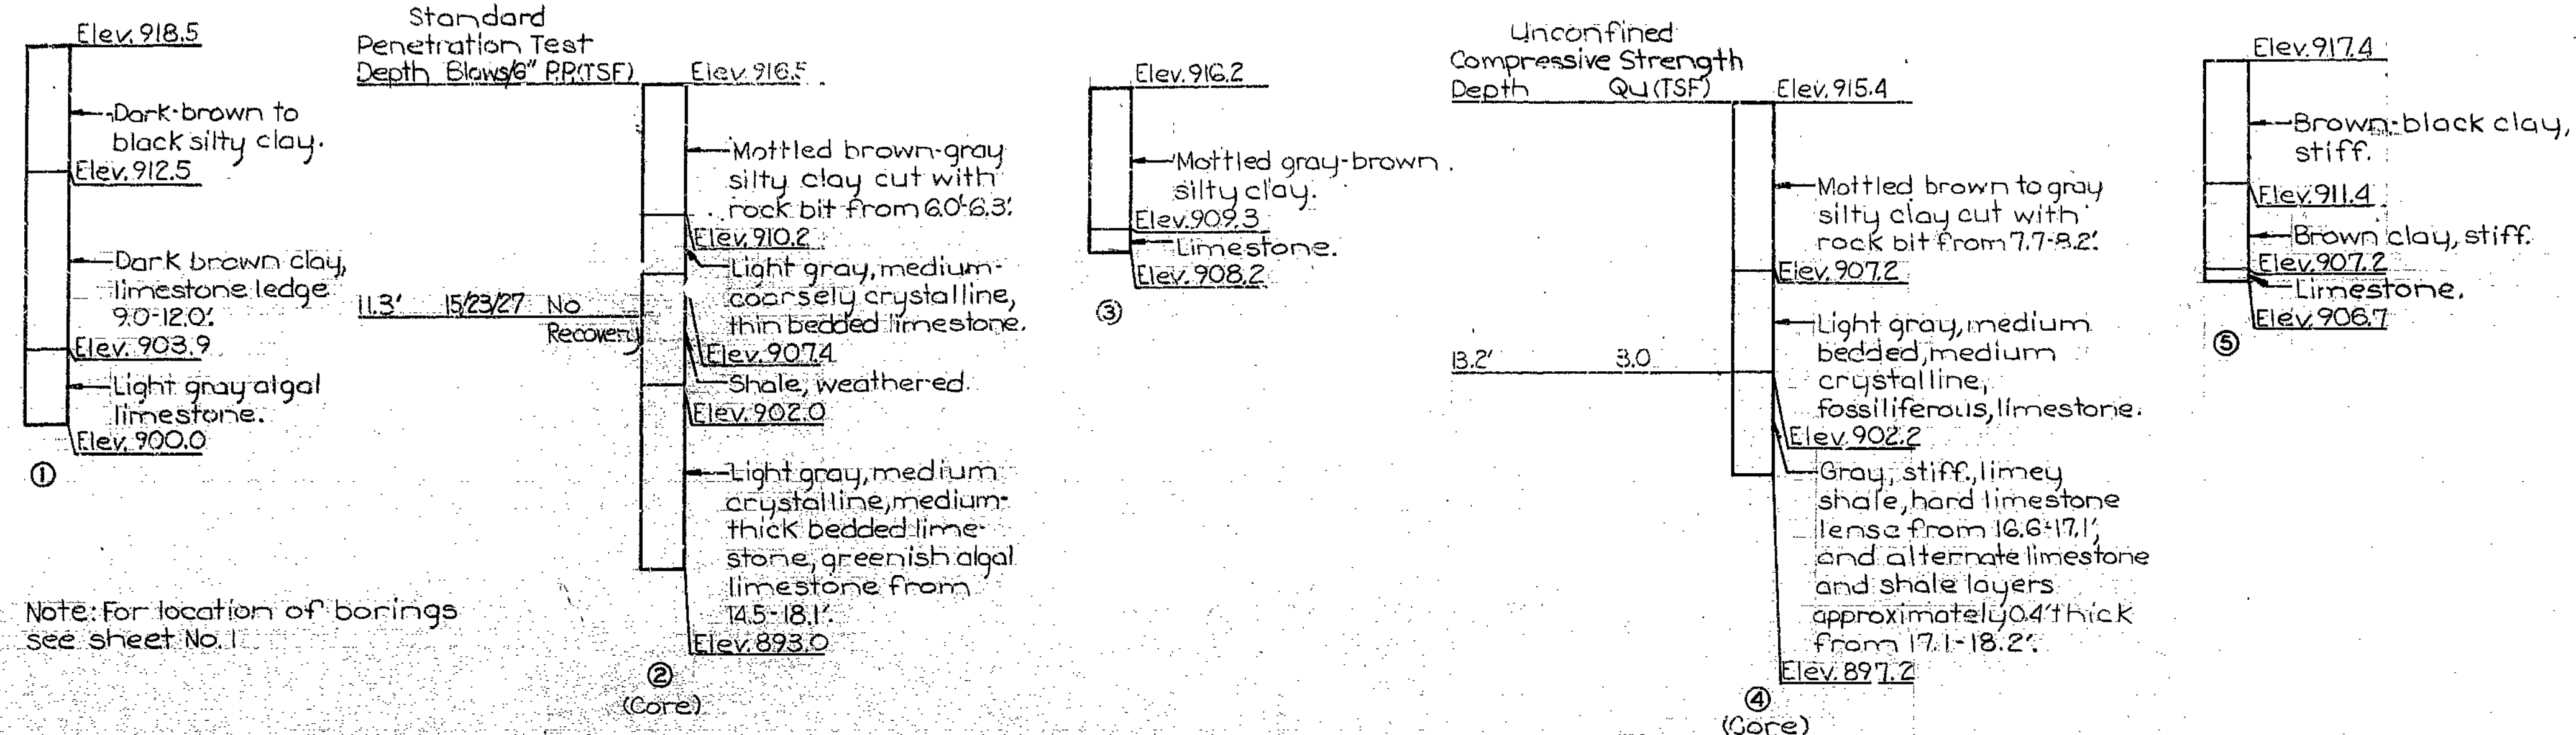 Elev. 918.5
Dark-brown to
black silty clay.
Elev. 912.5
Dark brown clay,
limestone ledge
9.0'-12.0'.
Elev. 903.9
Light gray algal
limestone.
Elev. 900.0
①
Note: For location of borings
see sheet No. 1
Standard
Penetration Test
Depth Blows/6" P.P.(TSF)
11.3' 15/23/27 No
Recovery
Elev. 916.5
Mottled brown-gray
silty clay cut with
rock bit from 6.0'-6.3'.
Elev. 910.2
Light gray, medium-
coarsely crystalline,
thin bedded limestone.
Elev. 907.4
Shale, weathered.
Elev. 902.0
Light gray, medium
crystalline, medium-
thick bedded lime-
stone, greenish algal
limestone from
14.5-18.1'.
Elev. 893.0
②
(Core)
Elev. 916.2
Mottled gray-brown
silty clay.
Elev. 909.3
Limestone.
Elev. 908.2
③
Unconfined
Compressive Strength
Depth QU (TSF)
13.2' 3.0
Elev. 915.4
Mottled brown to gray
silty clay cut with
rock bit from 7.7-8.2'.
Elev. 907.2
Light gray, medium
bedded, medium
crystalline,
fossiliferous, limestone.
Elev. 902.2
Gray, stiff, limey
shale, hard limestone
lense from 16.6'-17.1',
and alternate limestone
and shale layers
approximately 0.4' thick
from 17.1-18.2'.
Elev. 897.2
④
(Core)
Elev. 917.4
Brown-black clay,
stiff.
Elev. 911.4
Brown clay, stiff.
Elev. 907.2
Limestone.
Elev. 906.7
⑤